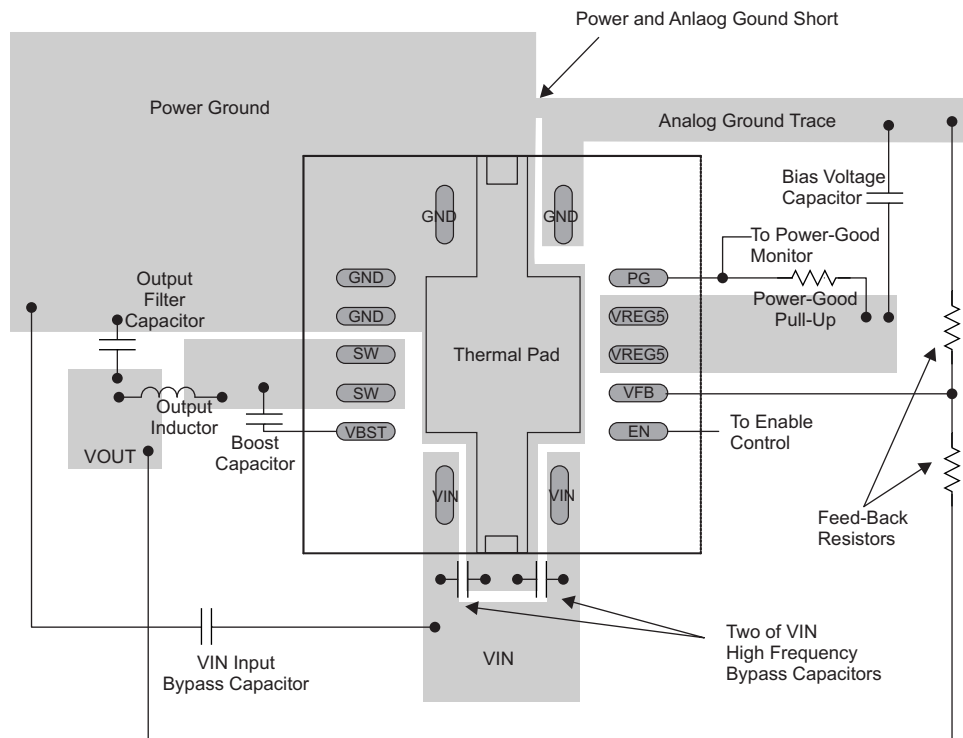 Power and Anlaog Gound Short
Power Ground
Analog Ground Trace
Bias Voltage
Capacitor
GND
GND
To Power-Good
Monitor
Output
Filter
Capacitor
GND
PG
Power-Good
Pull-Up
GND
VREG5
SW
Thermal Pad
VREG5
SW
VFB
Output
Inductor
VBST
EN
To Enable
Control
Boost
Capacitor
VOUT
VIN
VIN
Feed-Back
Resistors
VIN Input
Bypass Capacitor
VIN
Two of VIN
High Frequency
Bypass Capacitors